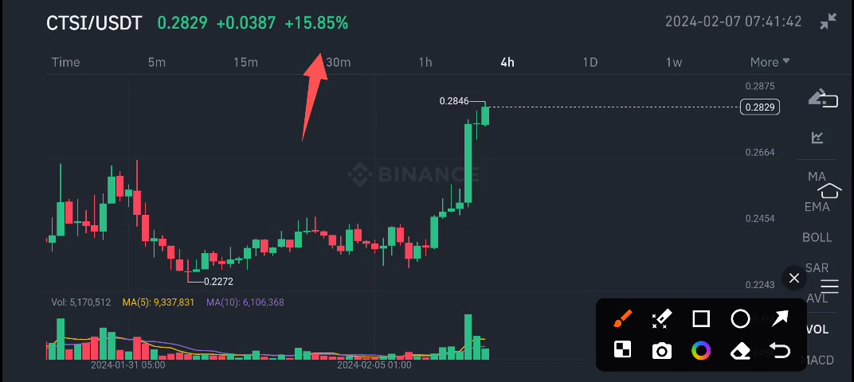 CTSI/USDT 0.2829 +0.0387 +15.85% 2024-02-07 07:41:42
Time 5m 15m 30m 1h 4h 1D 1w More
0.2875
0.2846
0.2829
0.2664
BINANCE
MA
EMA
0.2454
BOLL
SAR
0.2272
0.2243
AVL
Vol: 5,170,512 MA(5): 9,337,831 MA(10): 6,106,368
VOL
MACD
2024-01-31 05:00 2024-02-05 01:00